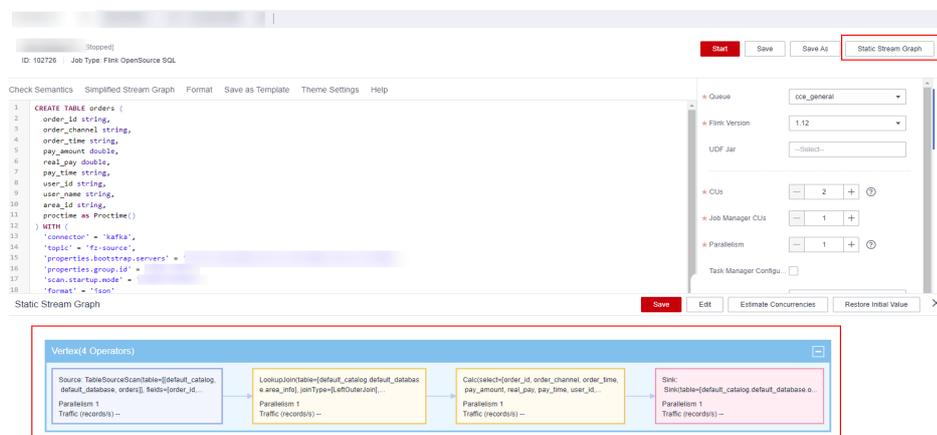 Stopped]
Start
Save
Save As
Static Stream Graph
ID: 102726 Job Type: Flink OpenSource SQL
Check Semantics Simplified Stream Graph Format Save as Template Theme Settings Help
1 CREATE TABLE orders (
2 order_id string,
3 order_channel string,
4 order_time string,
5 pay_amount double,
6 real_pay double,
7 pay_time string,
8 user_id string,
9 user_name string,
10 area_id string,
11 proctime as Proctime()
12 ) WITH (
13 'connector' = 'kafka',
14 'topic' = 'fz-source',
15 'properties.bootstrap.servers' = '
16 'properties.group.id' =
17 'scan.startup.mode' =
18 'format' = 'json'
* Queue cce_general
* Flink Version 1.12
UDF Jar --Select--
* CUs — 2 + ?
* Job Manager CUs — 1 +
* Parallelism — 1 + ?
Task Manager Configu...
Static Stream Graph
Save
Edit
Estimate Concurrencies
Restore Initial Value
Vertex(4 Operators)
Source: TableSourceScan(table=[[default_catalog,
default_database, orders]], fields=[order_id,...
Parallelism 1
Traffic (records/s) --
LookupJoin(table=[default_catalog.default_databas
e.area_info], joinType=[LeftOuterJoin],...
Parallelism 1
Traffic (records/s) --
Calc(select=[order_id, order_channel, order_time,
pay_amount, real_pay, pay_time, user_id,...
Parallelism 1
Traffic (records/s) --
Sink:
Sink(table=[default_catalog.default_database.o...
Parallelism 1
Traffic (records/s) --